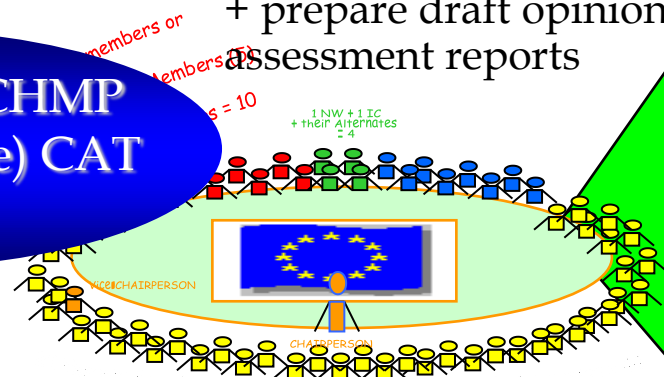 + prepare draft opinion
assessment reports
members or
Members (5)
s = 10
CHMP
e) CAT
1 NW + 1 IC
+ their Alternates
= 4
CHAIRPERSON
CHAIRPERSON